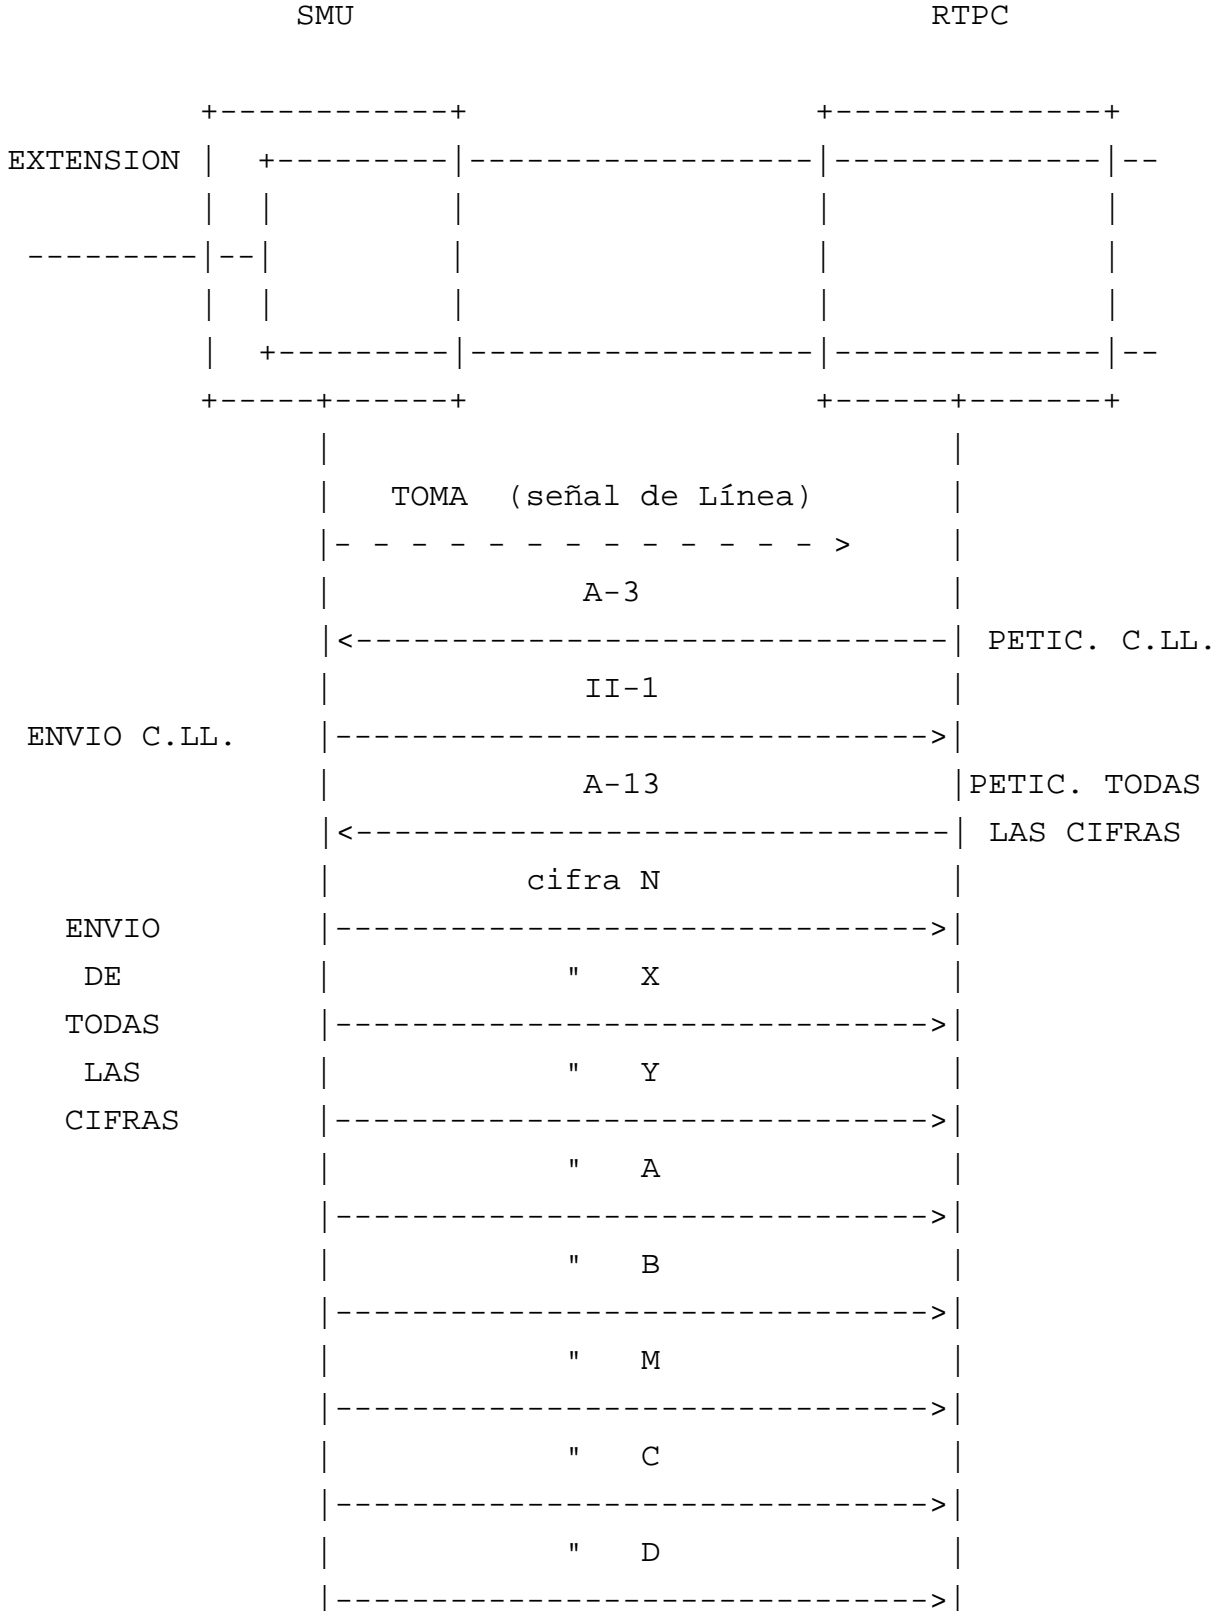 SMU RTPC
+------------+ +--------------+
EXTENSION | +---------|------------------|--------------|--
| | | | |
---------|--| | | |
| | | | |
| +---------|------------------|--------------|--
+-----+------+ +------+-------+
| |
| TOMA (señal de Línea) |
|- - - - - - - - - - - - - > |
| A-3 |
|<-------------------------------| PETIC. C.LL.
| II-1 |
ENVIO C.LL. |------------------------------->|
| A-13 |PETIC. TODAS
|<-------------------------------| LAS CIFRAS
| cifra N |
ENVIO |------------------------------->|
DE | " X |
TODAS |------------------------------->|
LAS | " Y |
CIFRAS |------------------------------->|
| " A |
|------------------------------->|
| " B |
|------------------------------->|
| " M |
|------------------------------->|
| " C |
|------------------------------->|
| " D |
|------------------------------->|